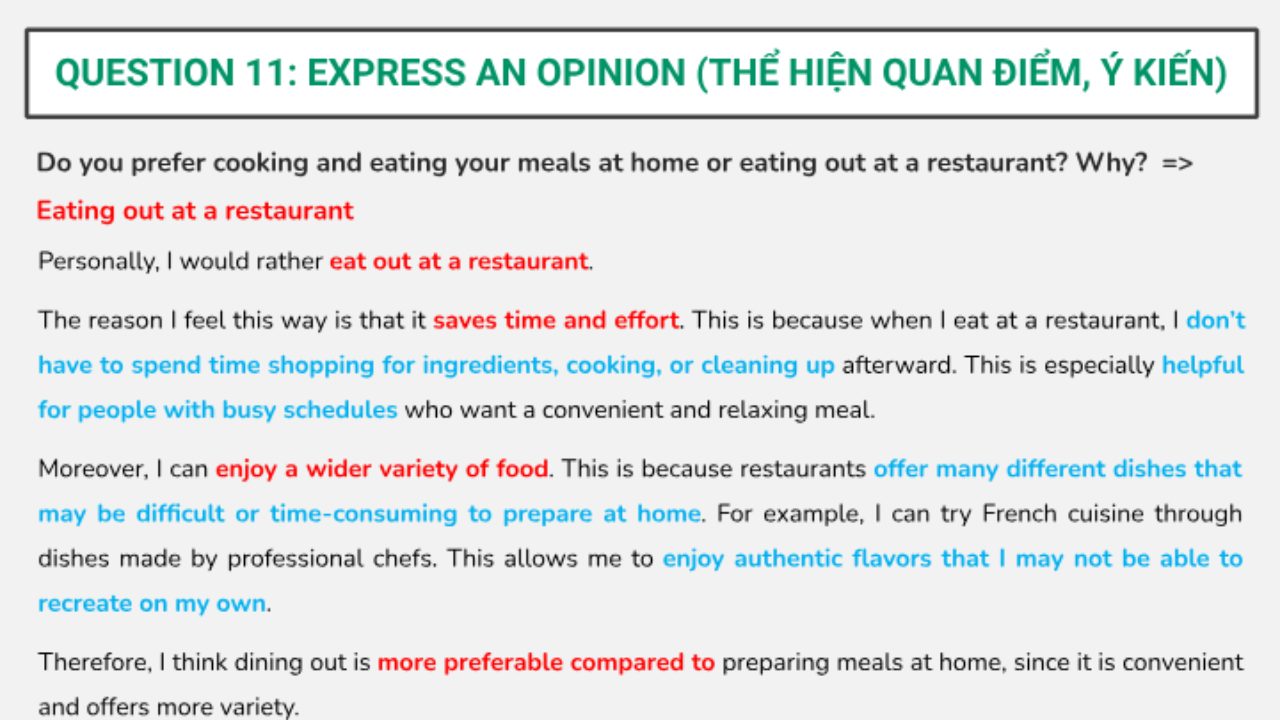 QUESTION 11: EXPRESS AN OPINION (THỂ HIỆN QUAN ĐIỂM, Ý KIẾN)
Do you prefer cooking and eating your meals at home or eating out at a restaurant? Why? =>
Eating out at a restaurant
Personally, I would rather eat out at a restaurant.
The reason I feel this way is that it saves time and effort. This is because when I eat at a restaurant, I don't
have to spend time shopping for ingredients, cooking, or cleaning up afterward. This is especially helpful
for people with busy schedules who want a convenient and relaxing meal.
Moreover, I can enjoy a wider variety of food. This is because restaurants offer many different dishes that
may be difficult or time-consuming to prepare at home. For example, I can try French cuisine through
dishes made by professional chefs. This allows me to enjoy authentic flavors that I may not be able to
recreate on my own.
Therefore, I think dining out is more preferable compared to preparing meals at home, since it is convenient
and offers more variety.